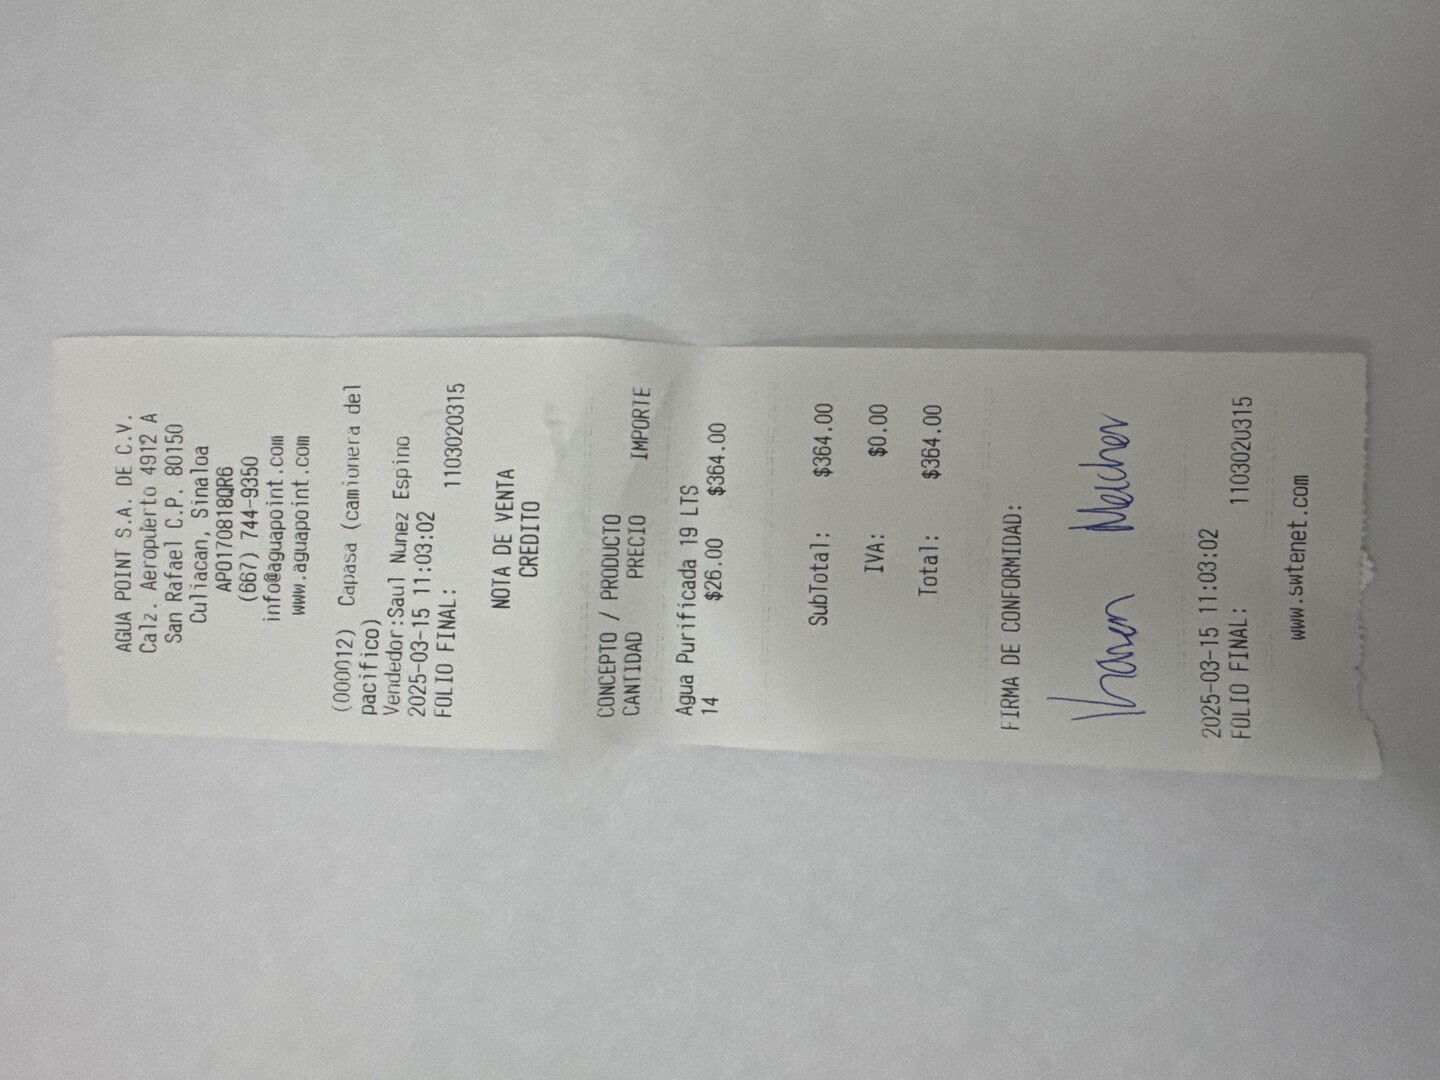 AGUA POINT S.A. DE C.V.
Calz. Aeropuerto 4912 A
San Rafael C.P. 80150
Culiacan, Sinaloa
APO170818QR6
(667) 744-9350
info@aguapoint.com
www.aguapoint.com
(000012) Capasa (camionera del
pacifico)
Vendedor:Saul Nunez Espino
2025-03-15 11:03:02
FOLIO FINAL: 1103020315
NOTA DE VENTA
CREDITO
CONCEPTO / PRODUCTO
CANTIDAD PRECIO IMPORTE
Agua Purificada 19 LTS
14 $26.00 $364.00
SubTotal: $364.00
IVA: $0.00
Total: $364.00
FIRMA DE CONFORMIDAD:
2025-03-15 11:03:02
FOLIO FINAL: 1103020315
www.swtenet.com